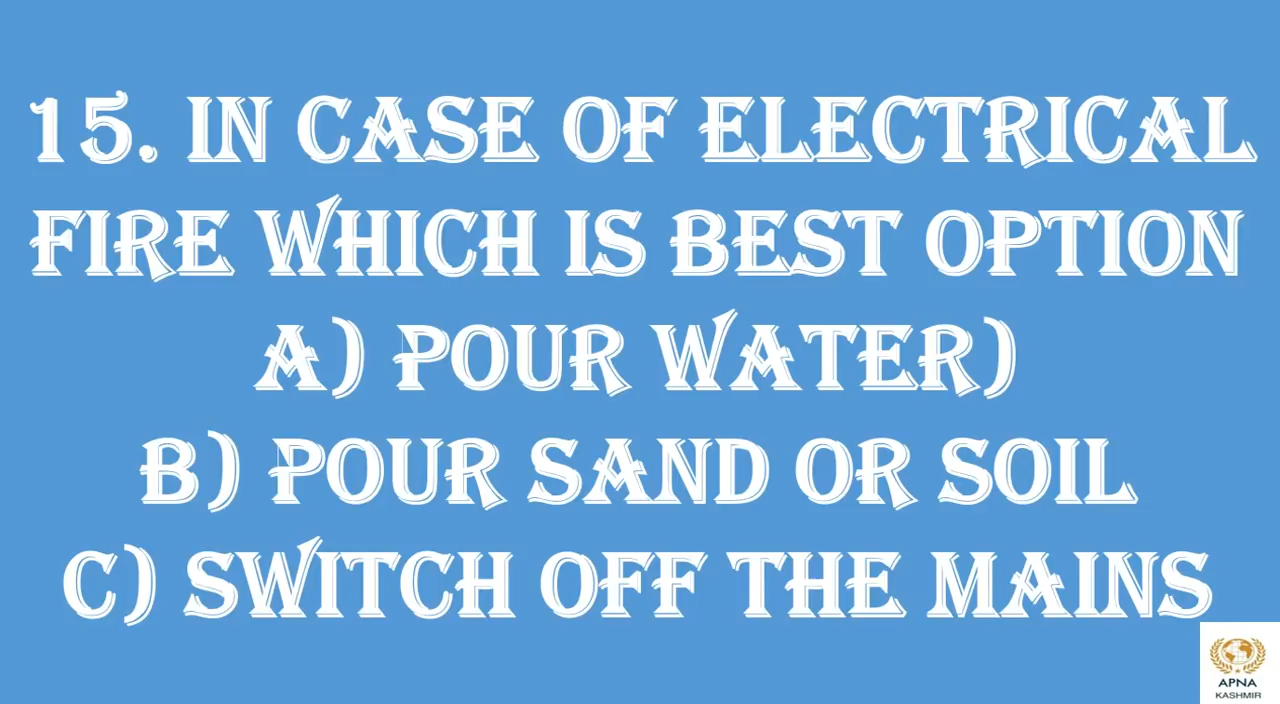 15. IN CASE OF ELECTRICAL
FIRE WHICH IS BEST OPTION
A) POUR WATER)
B) POUR SAND OR SOIL
C) SWITCH OFF THE MAINS
APNA
KASHMIR